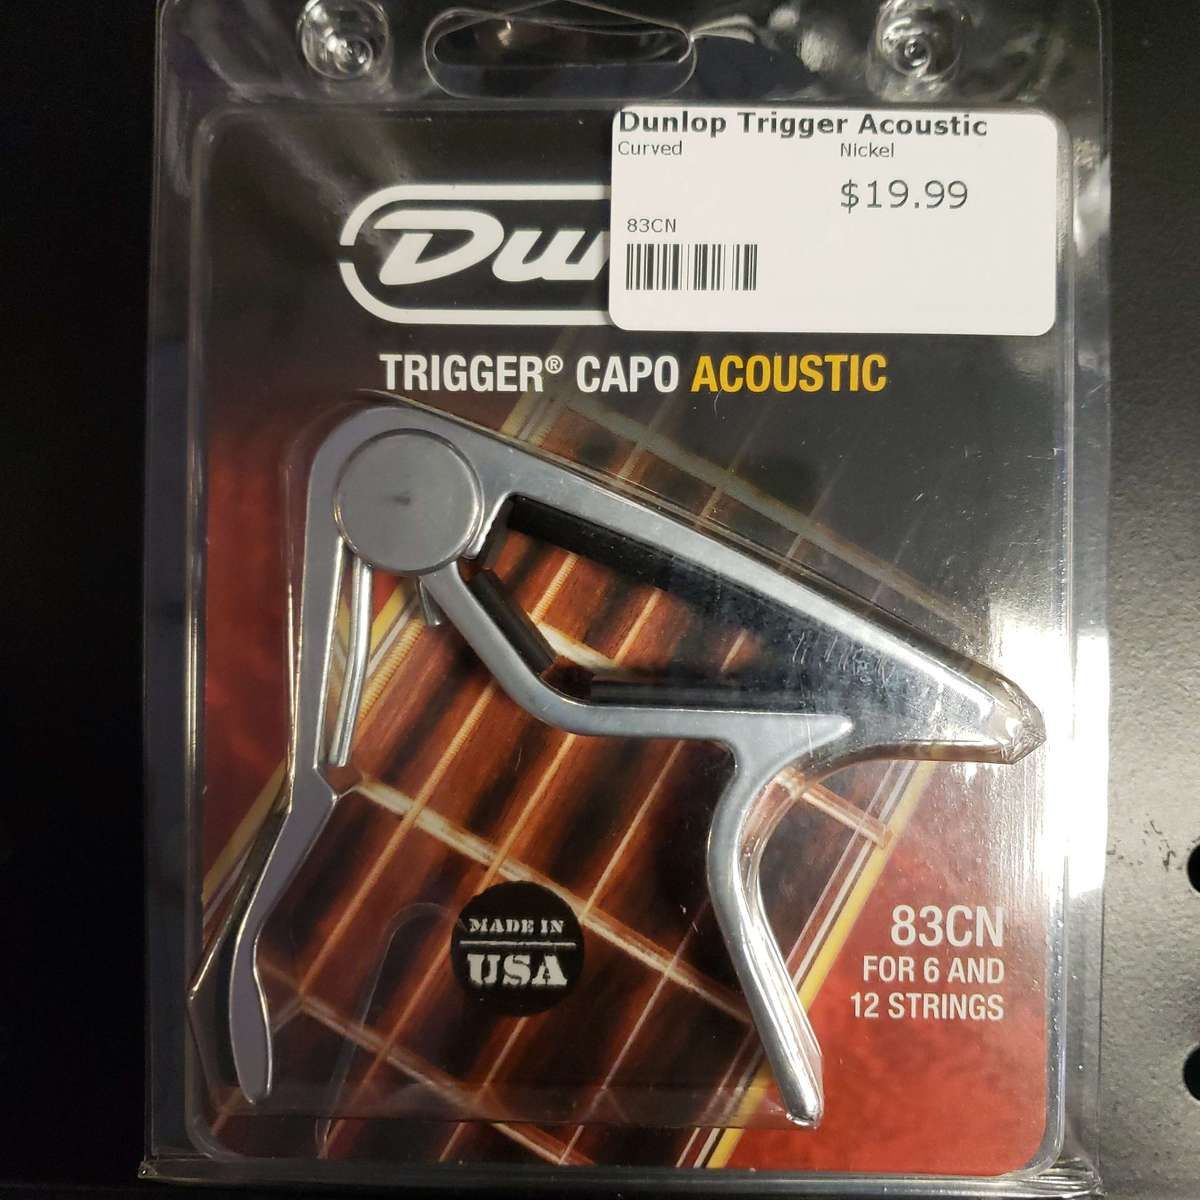 Dunlop Trigger Acoustic
Curved Nickel
$19.99
83CN
TRIGGER® CAPO ACOUSTIC
MADE IN
USA
83CN
FOR 6 AND
12 STRINGS